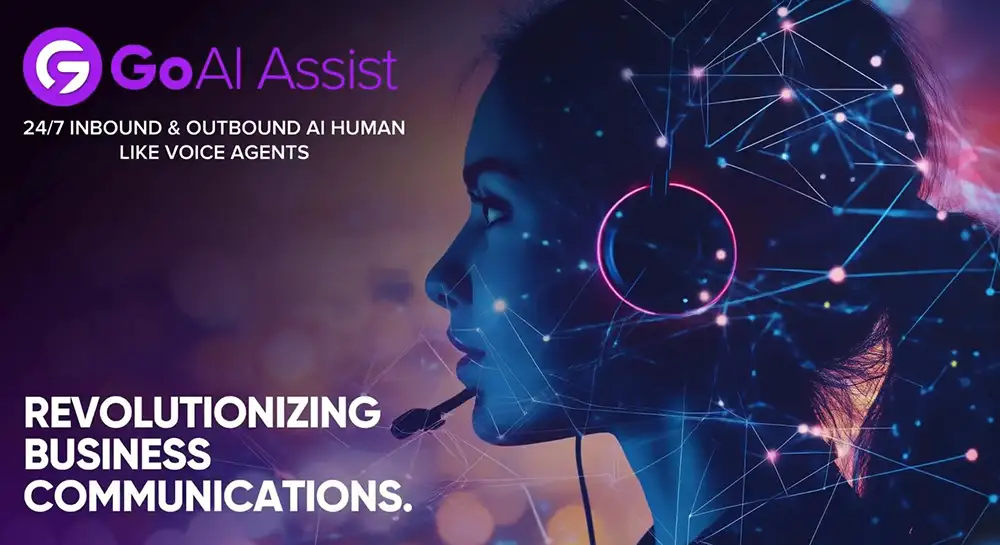 GoAI Assist
24/7 INBOUND & OUTBOUND AI HUMAN
LIKE VOICE AGENTS
REVOLUTIONIZING
BUSINESS
COMMUNICATIONS.